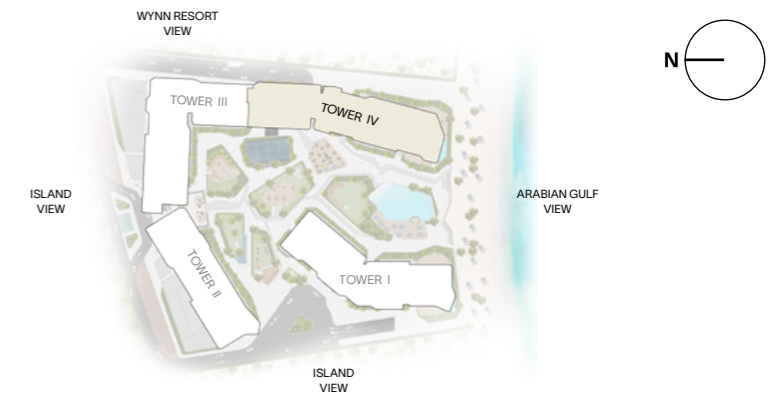 WYNN RESORT
VIEW
N
TOWER III
TOWER IV
ISLAND
VIEW
ARABIAN GULF
VIEW
TOWER II
TOWER I
ISLAND
VIEW